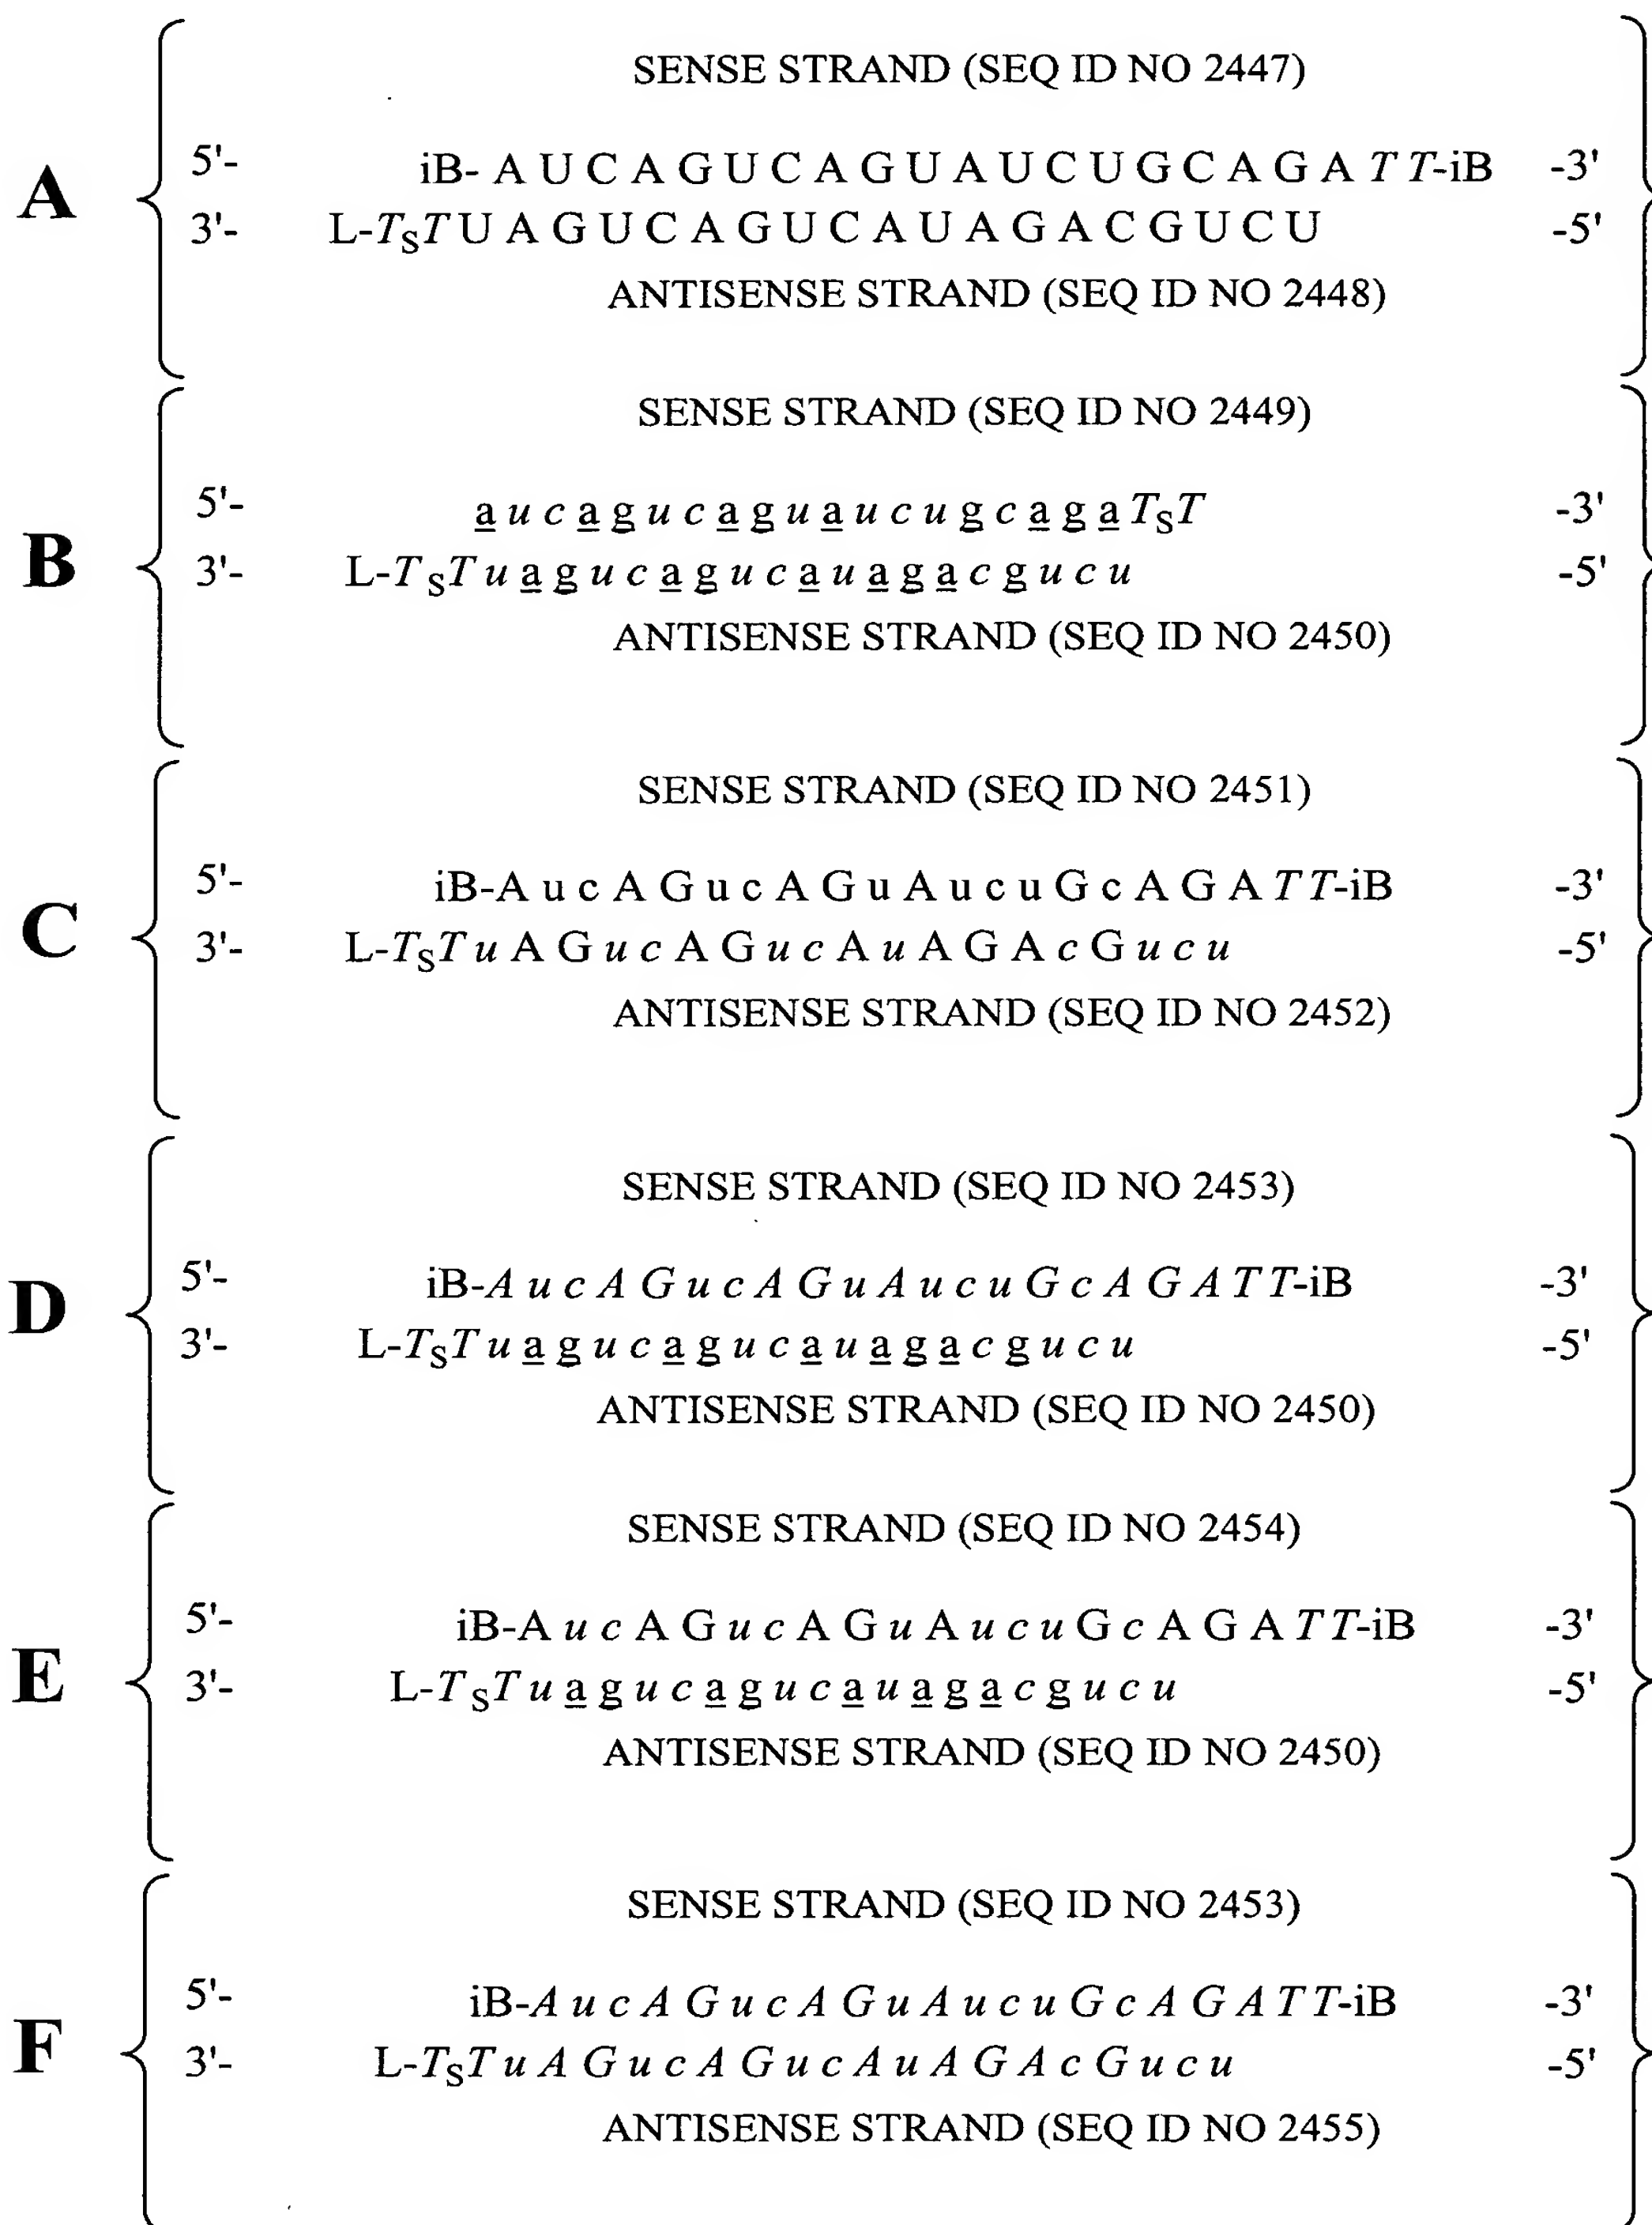 SENSE STRAND (SEQ ID NO 2447)
A
5'- iB- A U C A G U C A G U A U C U G C A G A T T-iB -3'
3'- L-TSTU A G U C A G U C A U A G A C G U C U -5'
ANTISENSE STRAND (SEQ ID NO 2448)
SENSE STRAND (SEQ ID NO 2449)
B
5'- a u c a g u c a g u a u c u g c a g a TST -3'
3'- L-T STu a g u c a g u c a u a g a c g u c u -5'
ANTISENSE STRAND (SEQ ID NO 2450)
SENSE STRAND (SEQ ID NO 2451)
C
5'- iB-A u c A G u c A G u A u c u G c A G A T T-iB -3'
3'- L-TST u A G u c A G u c A u A G A c G u c u -5'
ANTISENSE STRAND (SEQ ID NO 2452)
SENSE STRAND (SEQ ID NO 2453)
D
5'- iB-A u c A G u c A G u A u c u G c A G A T T-iB -3'
3'- L-TST u a g u c a g u c a u a g a c g u c u -5'
ANTISENSE STRAND (SEQ ID NO 2450)
SENSE STRAND (SEQ ID NO 2454)
E
5'- iB-A u c A G u c A G u A u c u G c A G A T T-iB -3'
3'- L-T STu a g u c a g u c a u a g a c g u c u -5'
ANTISENSE STRAND (SEQ ID NO 2450)
SENSE STRAND (SEQ ID NO 2453)
F
5'- iB-A u c A G u c A G u A u c u G c A G A T T-iB -3'
3'- L-TST u A G u c A G u c A u A G A c G u c u -5'
ANTISENSE STRAND (SEQ ID NO 2455)